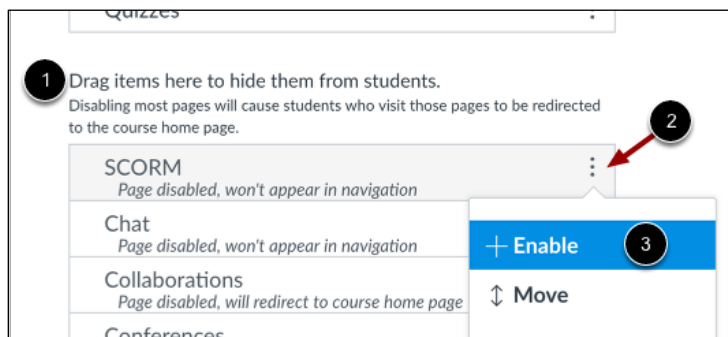 Quizzes
1 Drag items here to hide them from students.
Disabling most pages will cause students who visit those pages to be redirected
to the course home page.
2
SCORM
Page disabled, won't appear in navigation
Chat
Page disabled, won't appear in navigation
+ Enable 3
Collaborations
Page disabled, will redirect to course home page
Move
Conferences